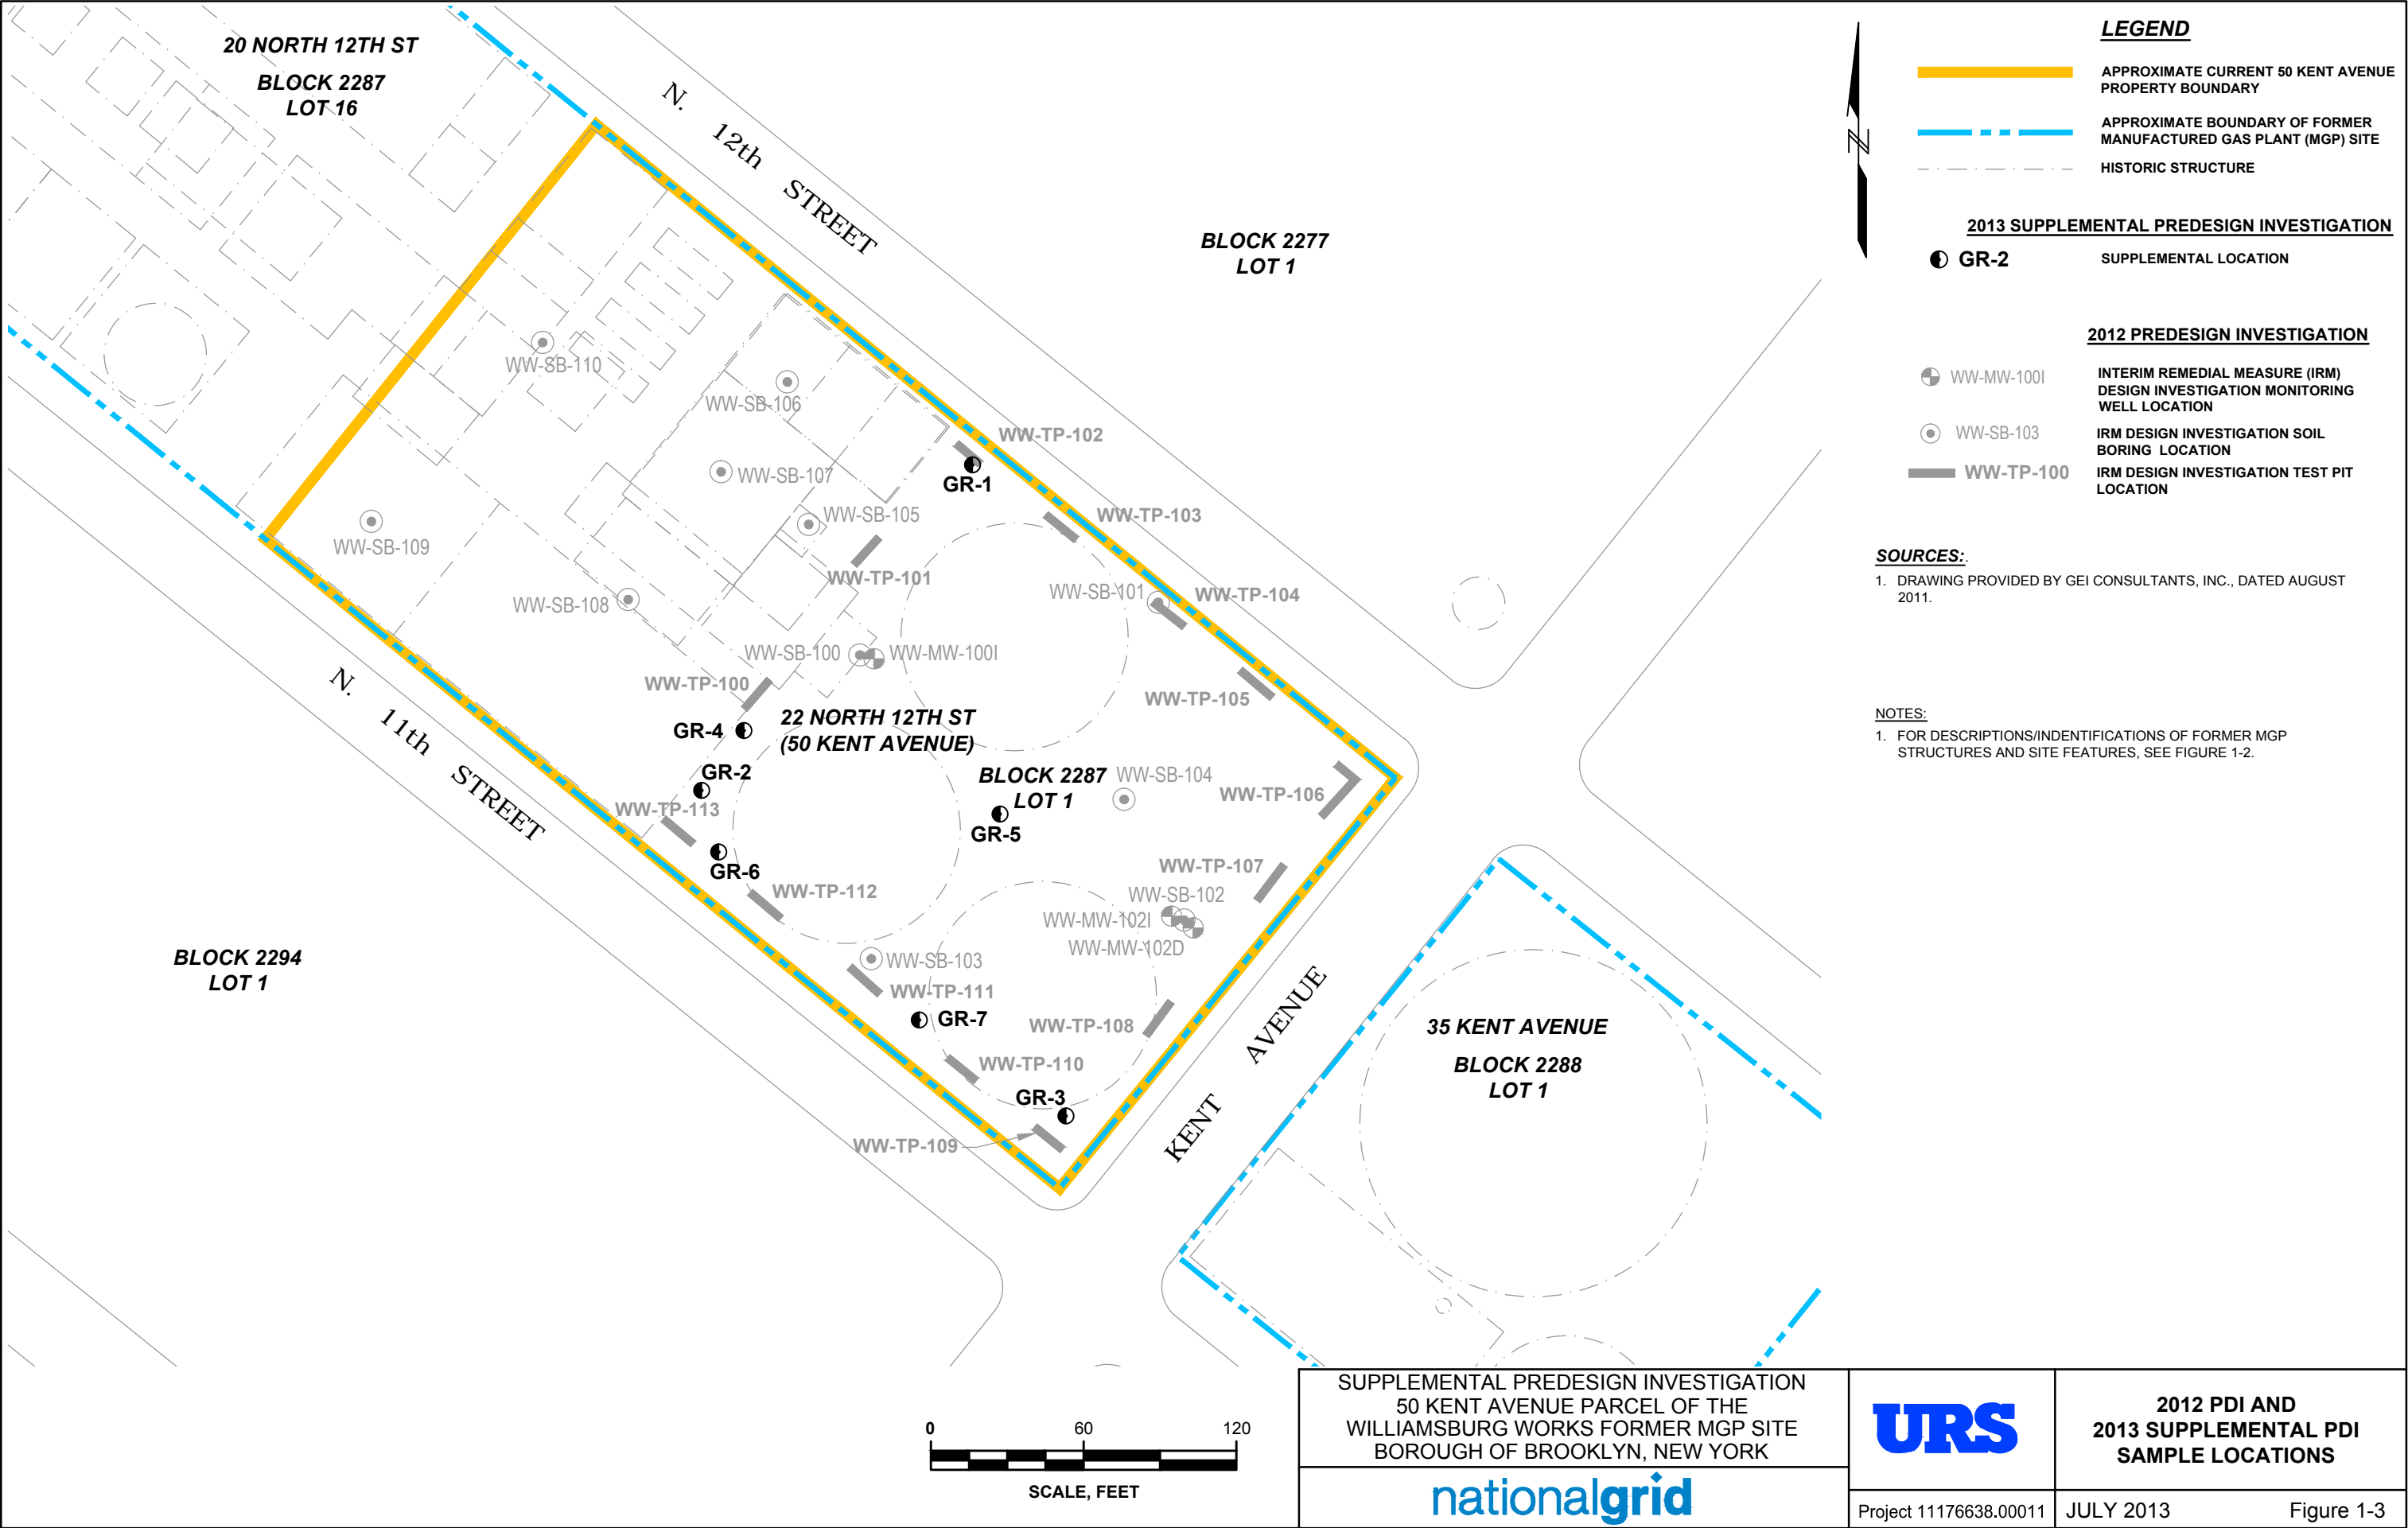 20 NORTH 12TH ST
BLOCK 2287
LOT 16
N. 12th STREET
BLOCK 2277
LOT 1
WW-SB-110
WW-SB-106
WW-TP-102
WW-SB-107
GR-1
WW-SB-105
WW-TP-103
WW-SB-109
WW-TP-101
WW-SB-101
WW-TP-104
WW-SB-108
WW-SB-100
WW-MW-100I
WW-TP-100
WW-TP-105
N. 11th STREET
GR-4
22 NORTH 12TH ST
(50 KENT AVENUE)
GR-2
BLOCK 2287
LOT 1
WW-SB-104
WW-TP-106
WW-TP-113
GR-5
GR-6
WW-TP-107
WW-TP-112
WW-SB-102
WW-MW-102I
WW-MW-102D
BLOCK 2294
LOT 1
WW-SB-103
WW-TP-111
GR-7
WW-TP-108
KENT AVENUE
35 KENT AVENUE
BLOCK 2288
LOT 1
WW-TP-110
GR-3
WW-TP-109
N
LEGEND
APPROXIMATE CURRENT 50 KENT AVENUE
PROPERTY BOUNDARY
APPROXIMATE BOUNDARY OF FORMER
MANUFACTURED GAS PLANT (MGP) SITE
HISTORIC STRUCTURE
2013 SUPPLEMENTAL PREDESIGN INVESTIGATION
GR-2 SUPPLEMENTAL LOCATION
2012 PREDESIGN INVESTIGATION
WW-MW-100I INTERIM REMEDIAL MEASURE (IRM)
DESIGN INVESTIGATION MONITORING
WELL LOCATION
WW-SB-103 IRM DESIGN INVESTIGATION SOIL
BORING LOCATION
WW-TP-100 IRM DESIGN INVESTIGATION TEST PIT
LOCATION
SOURCES:.
1. DRAWING PROVIDED BY GEI CONSULTANTS, INC., DATED AUGUST
2011.
NOTES:
1. FOR DESCRIPTIONS/INDENTIFICATIONS OF FORMER MGP
STRUCTURES AND SITE FEATURES, SEE FIGURE 1-2.
0 60 120
SCALE, FEET
SUPPLEMENTAL PREDESIGN INVESTIGATION
50 KENT AVENUE PARCEL OF THE
WILLIAMSBURG WORKS FORMER MGP SITE
BOROUGH OF BROOKLYN, NEW YORK
nationalgrid
URS
2012 PDI AND
2013 SUPPLEMENTAL PDI
SAMPLE LOCATIONS
Project 11176638.00011
JULY 2013
Figure 1-3